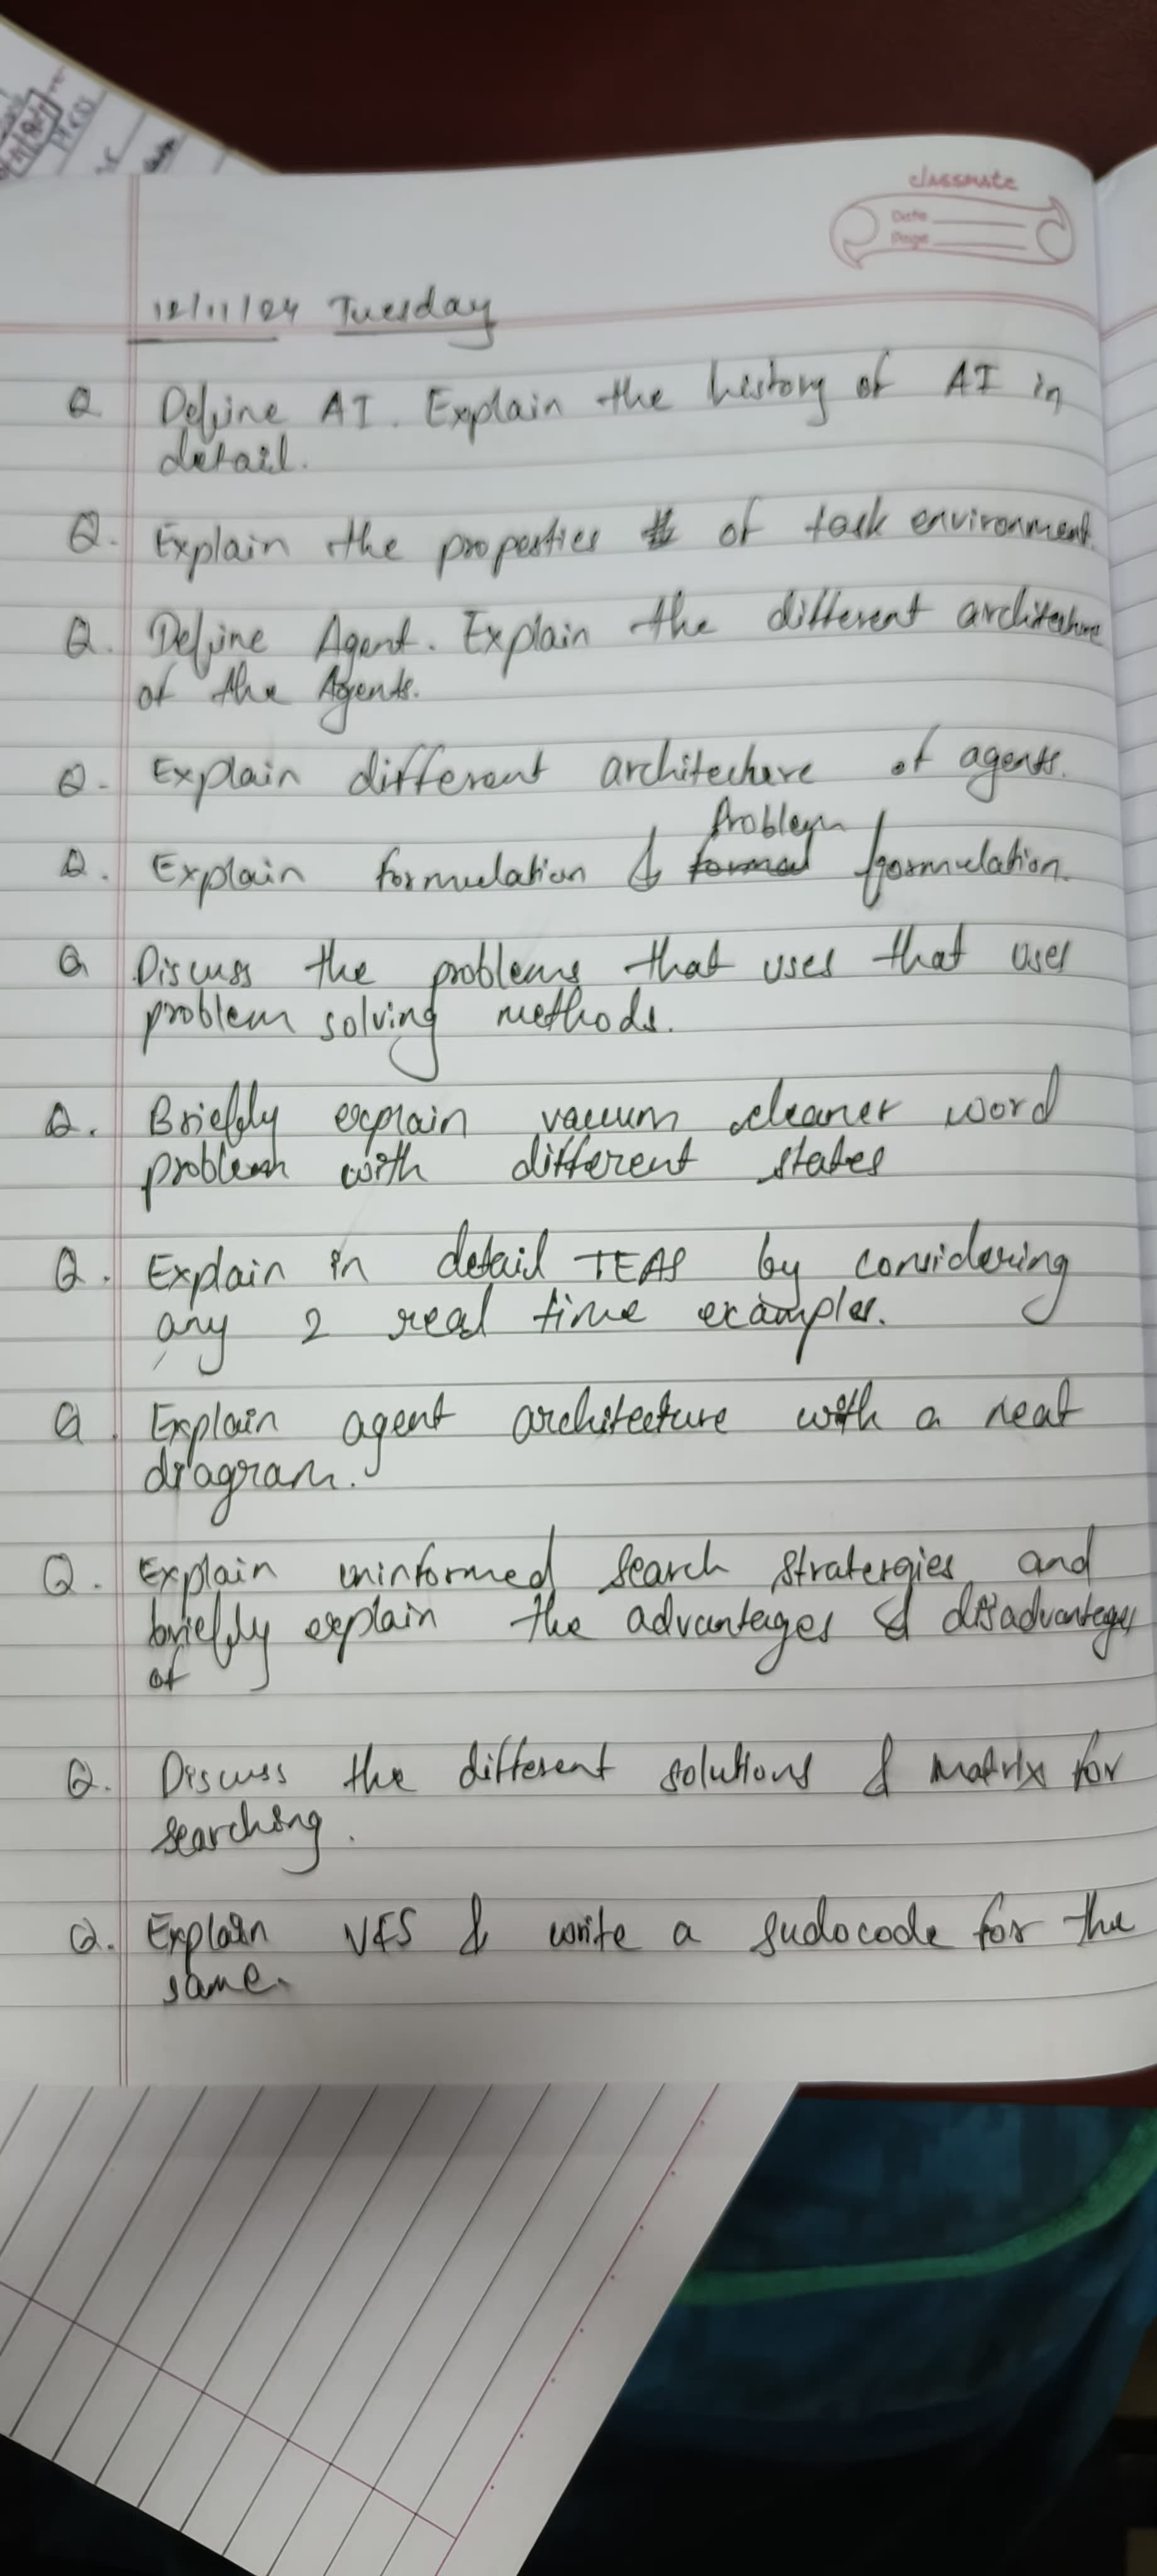 classmate
Date
Page
12/11/24 Tuesday
Q Define AI. Explain the history of AI in
detail.
Q. Explain the properties of task environment.
Q. Define Agent. Explain the different architecture
of the Agents.
Q. Explain different architechure of agents.
Problem
Q. Explain formulation & formulation.
Q Discuss the problems that uses that uses
problem solving methods.
Q. Briefly explain vacuum cleaner word
problem with different states
Q. Explain in detail TEAS by considering
any 2 real time examples.
Q. Explain agent architecture with a neat
diagram.
Q. Explain uninformed search stratergies and
briefly explain the advantages & disadvantages
of
Q. Discuss the different solutions & matrix for
searching.
Q. Explain VFS & write a sudocode for the
same.